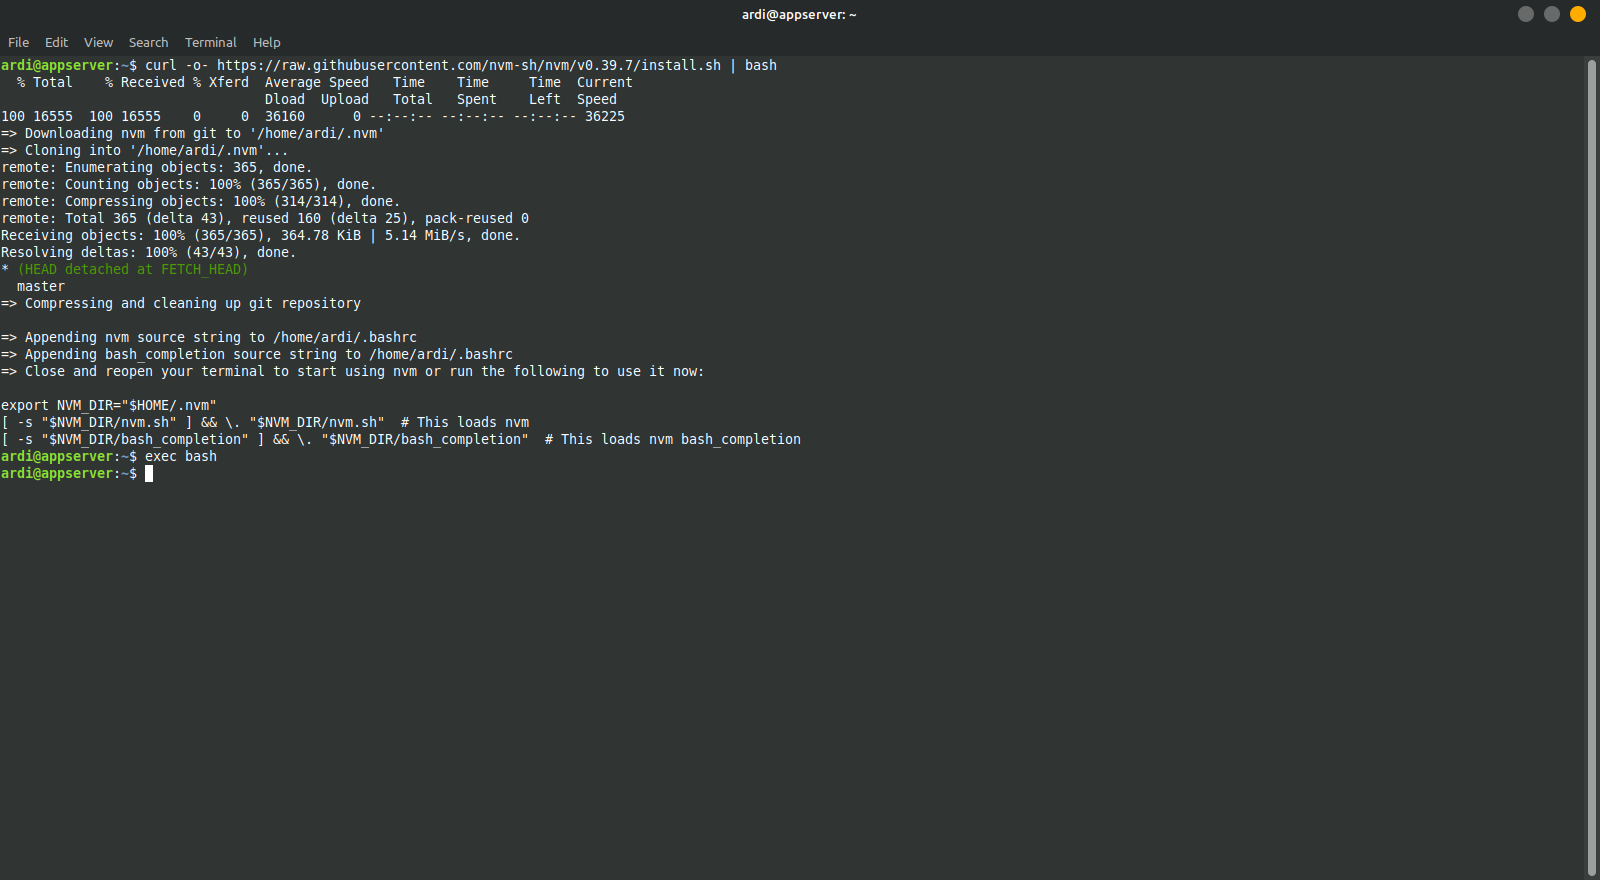 ardi@appserver: ~
File Edit View Search Terminal Help
ardi@appserver:~$ curl -o- https://raw.githubusercontent.com/nvm-sh/nvm/v0.39.7/install.sh | bash
  % Total    % Received % Xferd  Average Speed   Time    Time     Time  Current
                                 Dload  Upload   Total   Spent    Left  Speed
100 16555  100 16555    0     0  36160      0 --:--:-- --:--:-- --:--:-- 36225
=> Downloading nvm from git to '/home/ardi/.nvm'
=> Cloning into '/home/ardi/.nvm'...
remote: Enumerating objects: 365, done.
remote: Counting objects: 100% (365/365), done.
remote: Compressing objects: 100% (314/314), done.
remote: Total 365 (delta 43), reused 160 (delta 25), pack-reused 0
Receiving objects: 100% (365/365), 364.78 KiB | 5.14 MiB/s, done.
Resolving deltas: 100% (43/43), done.
* (HEAD detached at FETCH_HEAD)
  master
=> Compressing and cleaning up git repository
=> Appending nvm source string to /home/ardi/.bashrc
=> Appending bash_completion source string to /home/ardi/.bashrc
=> Close and reopen your terminal to start using nvm or run the following to use it now:
export NVM_DIR="$HOME/.nvm"
[ -s "$NVM_DIR/nvm.sh" ] && \. "$NVM_DIR/nvm.sh"  # This loads nvm
[ -s "$NVM_DIR/bash_completion" ] && \. "$NVM_DIR/bash_completion"  # This loads nvm bash_completion
ardi@appserver:~$ exec bash
ardi@appserver:~$